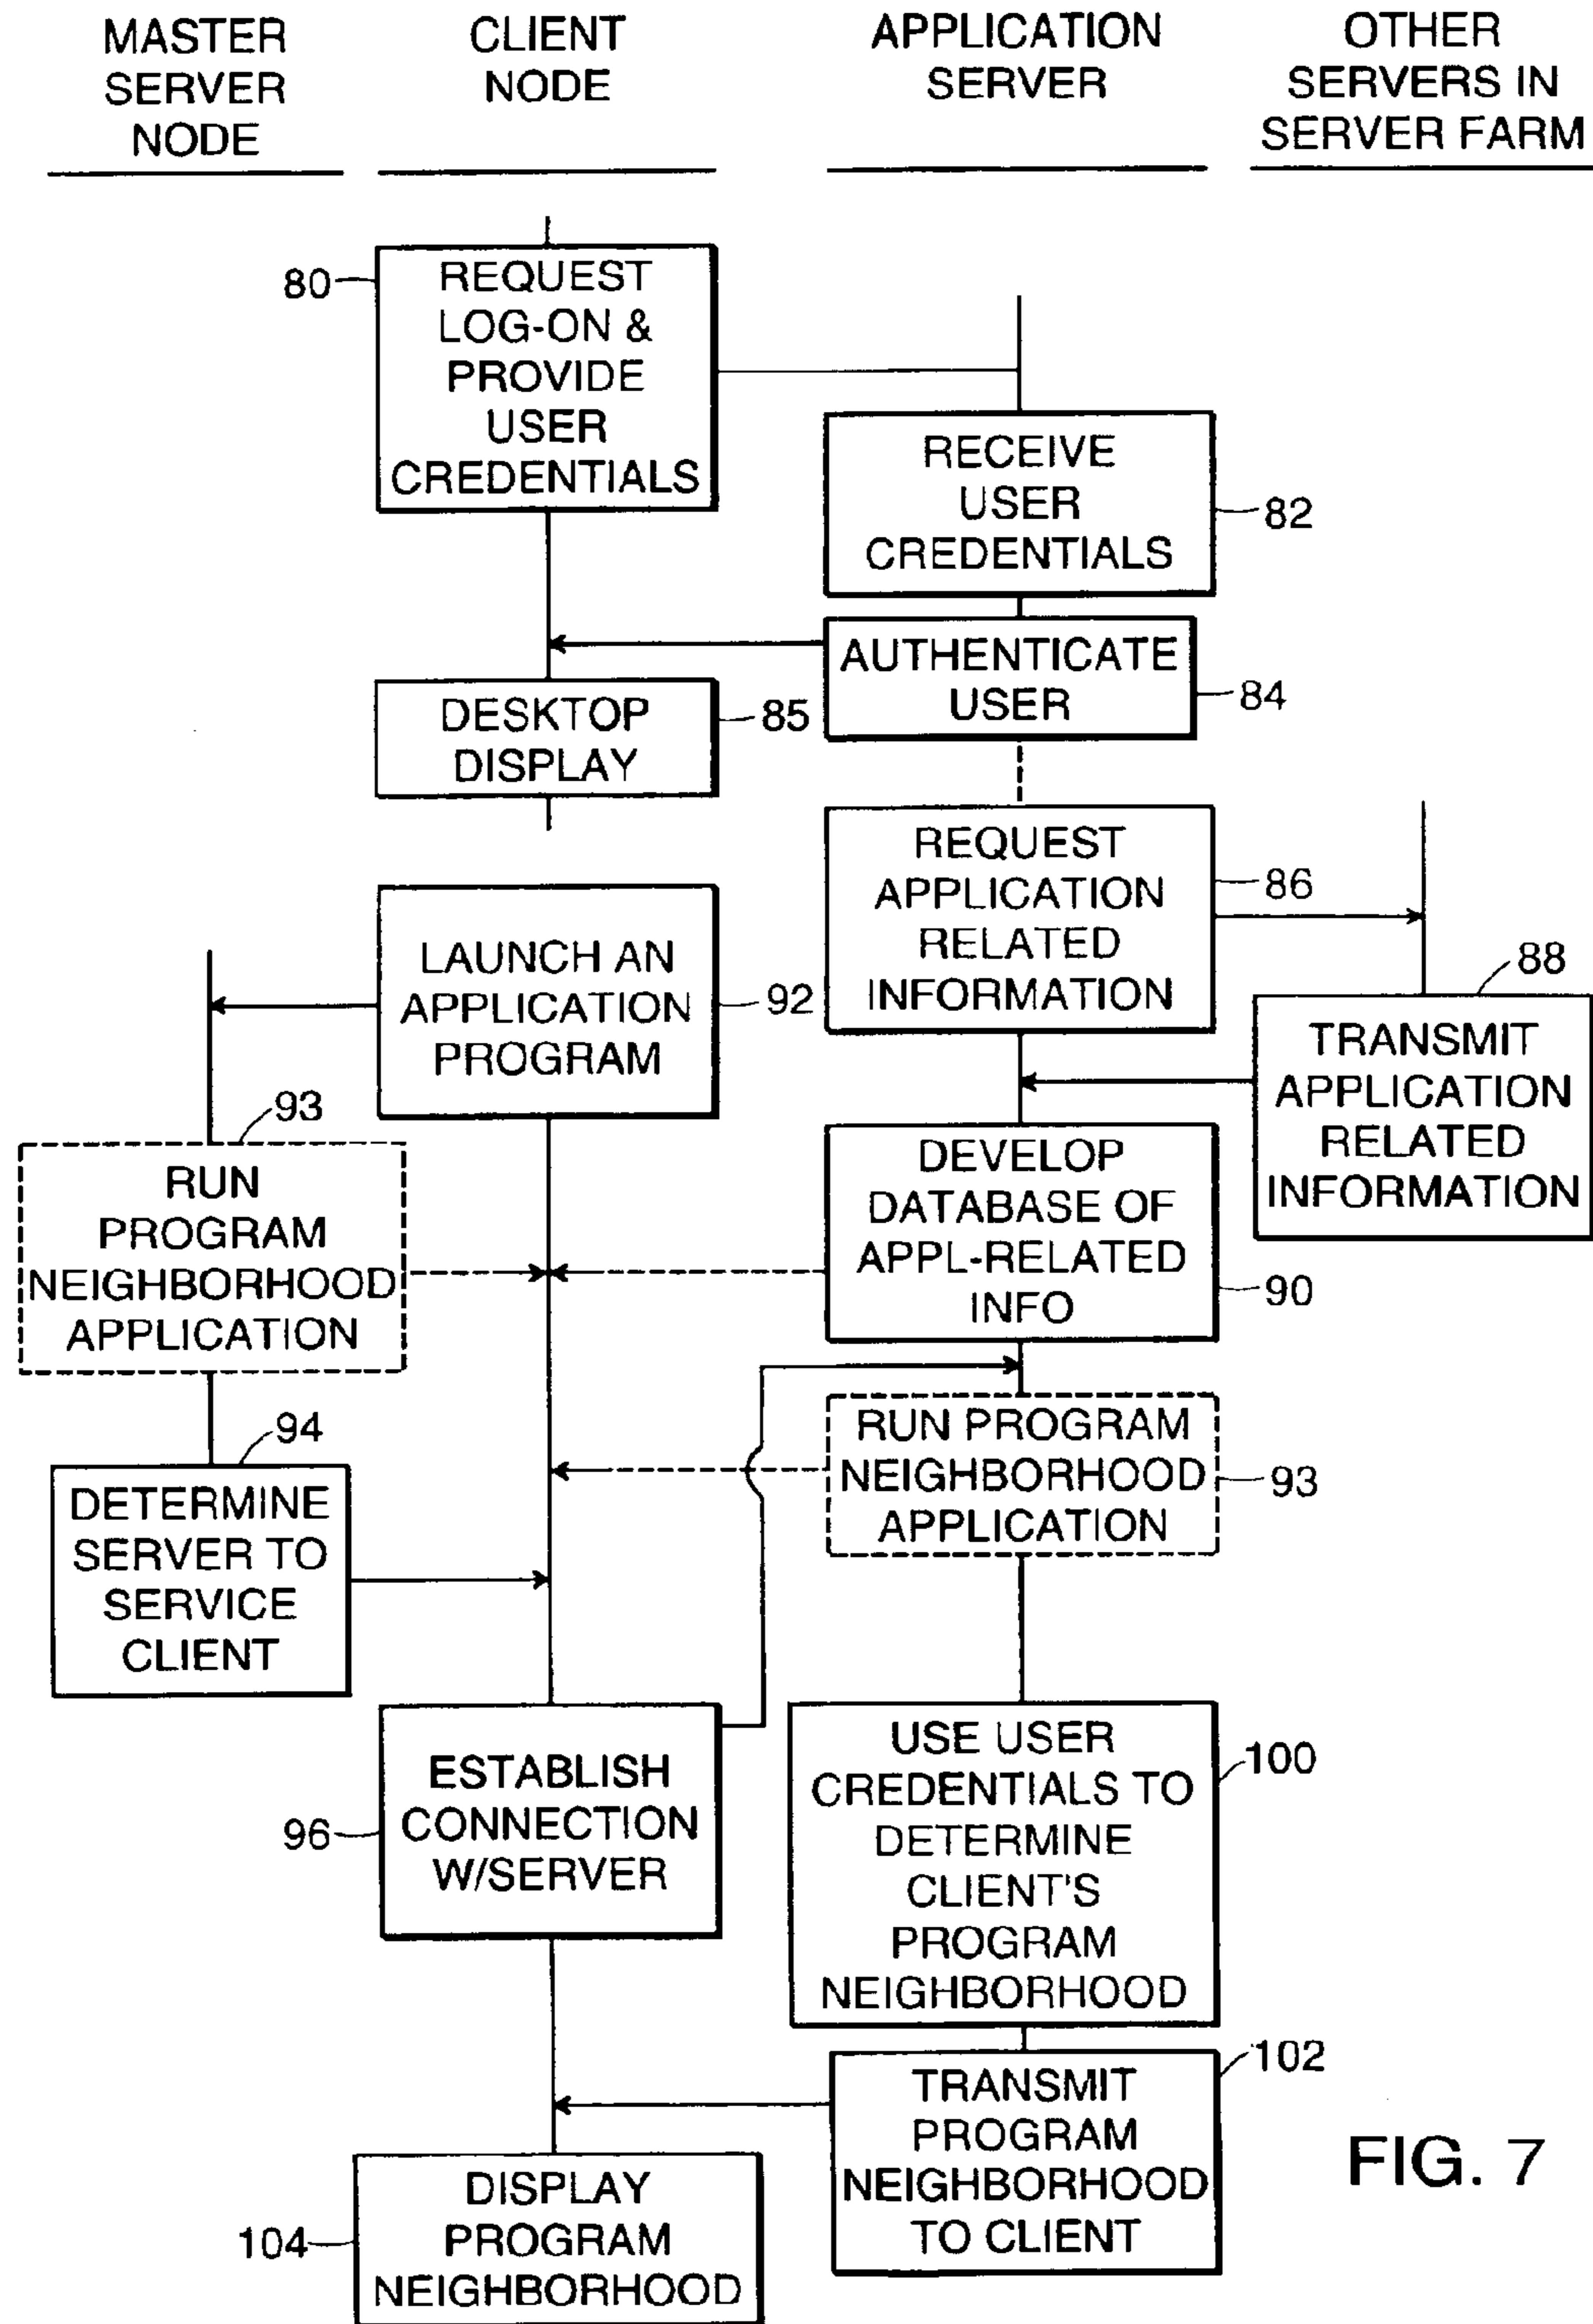 MASTER
SERVER
NODE
CLIENT
NODE
APPLICATION
SERVER
OTHER
SERVERS IN
SERVER FARM
80
REQUEST
LOG-ON &
PROVIDE
USER
CREDENTIALS
RECEIVE
USER
CREDENTIALS
82
AUTHENTICATE
USER
84
DESKTOP
DISPLAY
85
REQUEST
APPLICATION
RELATED
INFORMATION
86
LAUNCH AN
APPLICATION
PROGRAM
92
88
TRANSMIT
APPLICATION
RELATED
INFORMATION
93
RUN
PROGRAM
NEIGHBORHOOD
APPLICATION
DEVELOP
DATABASE OF
APPL-RELATED
INFO
90
RUN PROGRAM
NEIGHBORHOOD
APPLICATION
93
94
DETERMINE
SERVER TO
SERVICE
CLIENT
96
ESTABLISH
CONNECTION
W/SERVER
USE USER
CREDENTIALS TO
DETERMINE
CLIENT'S
PROGRAM
NEIGHBORHOOD
100
TRANSMIT
PROGRAM
NEIGHBORHOOD
TO CLIENT
102
104
DISPLAY
PROGRAM
NEIGHBORHOOD
FIG. 7